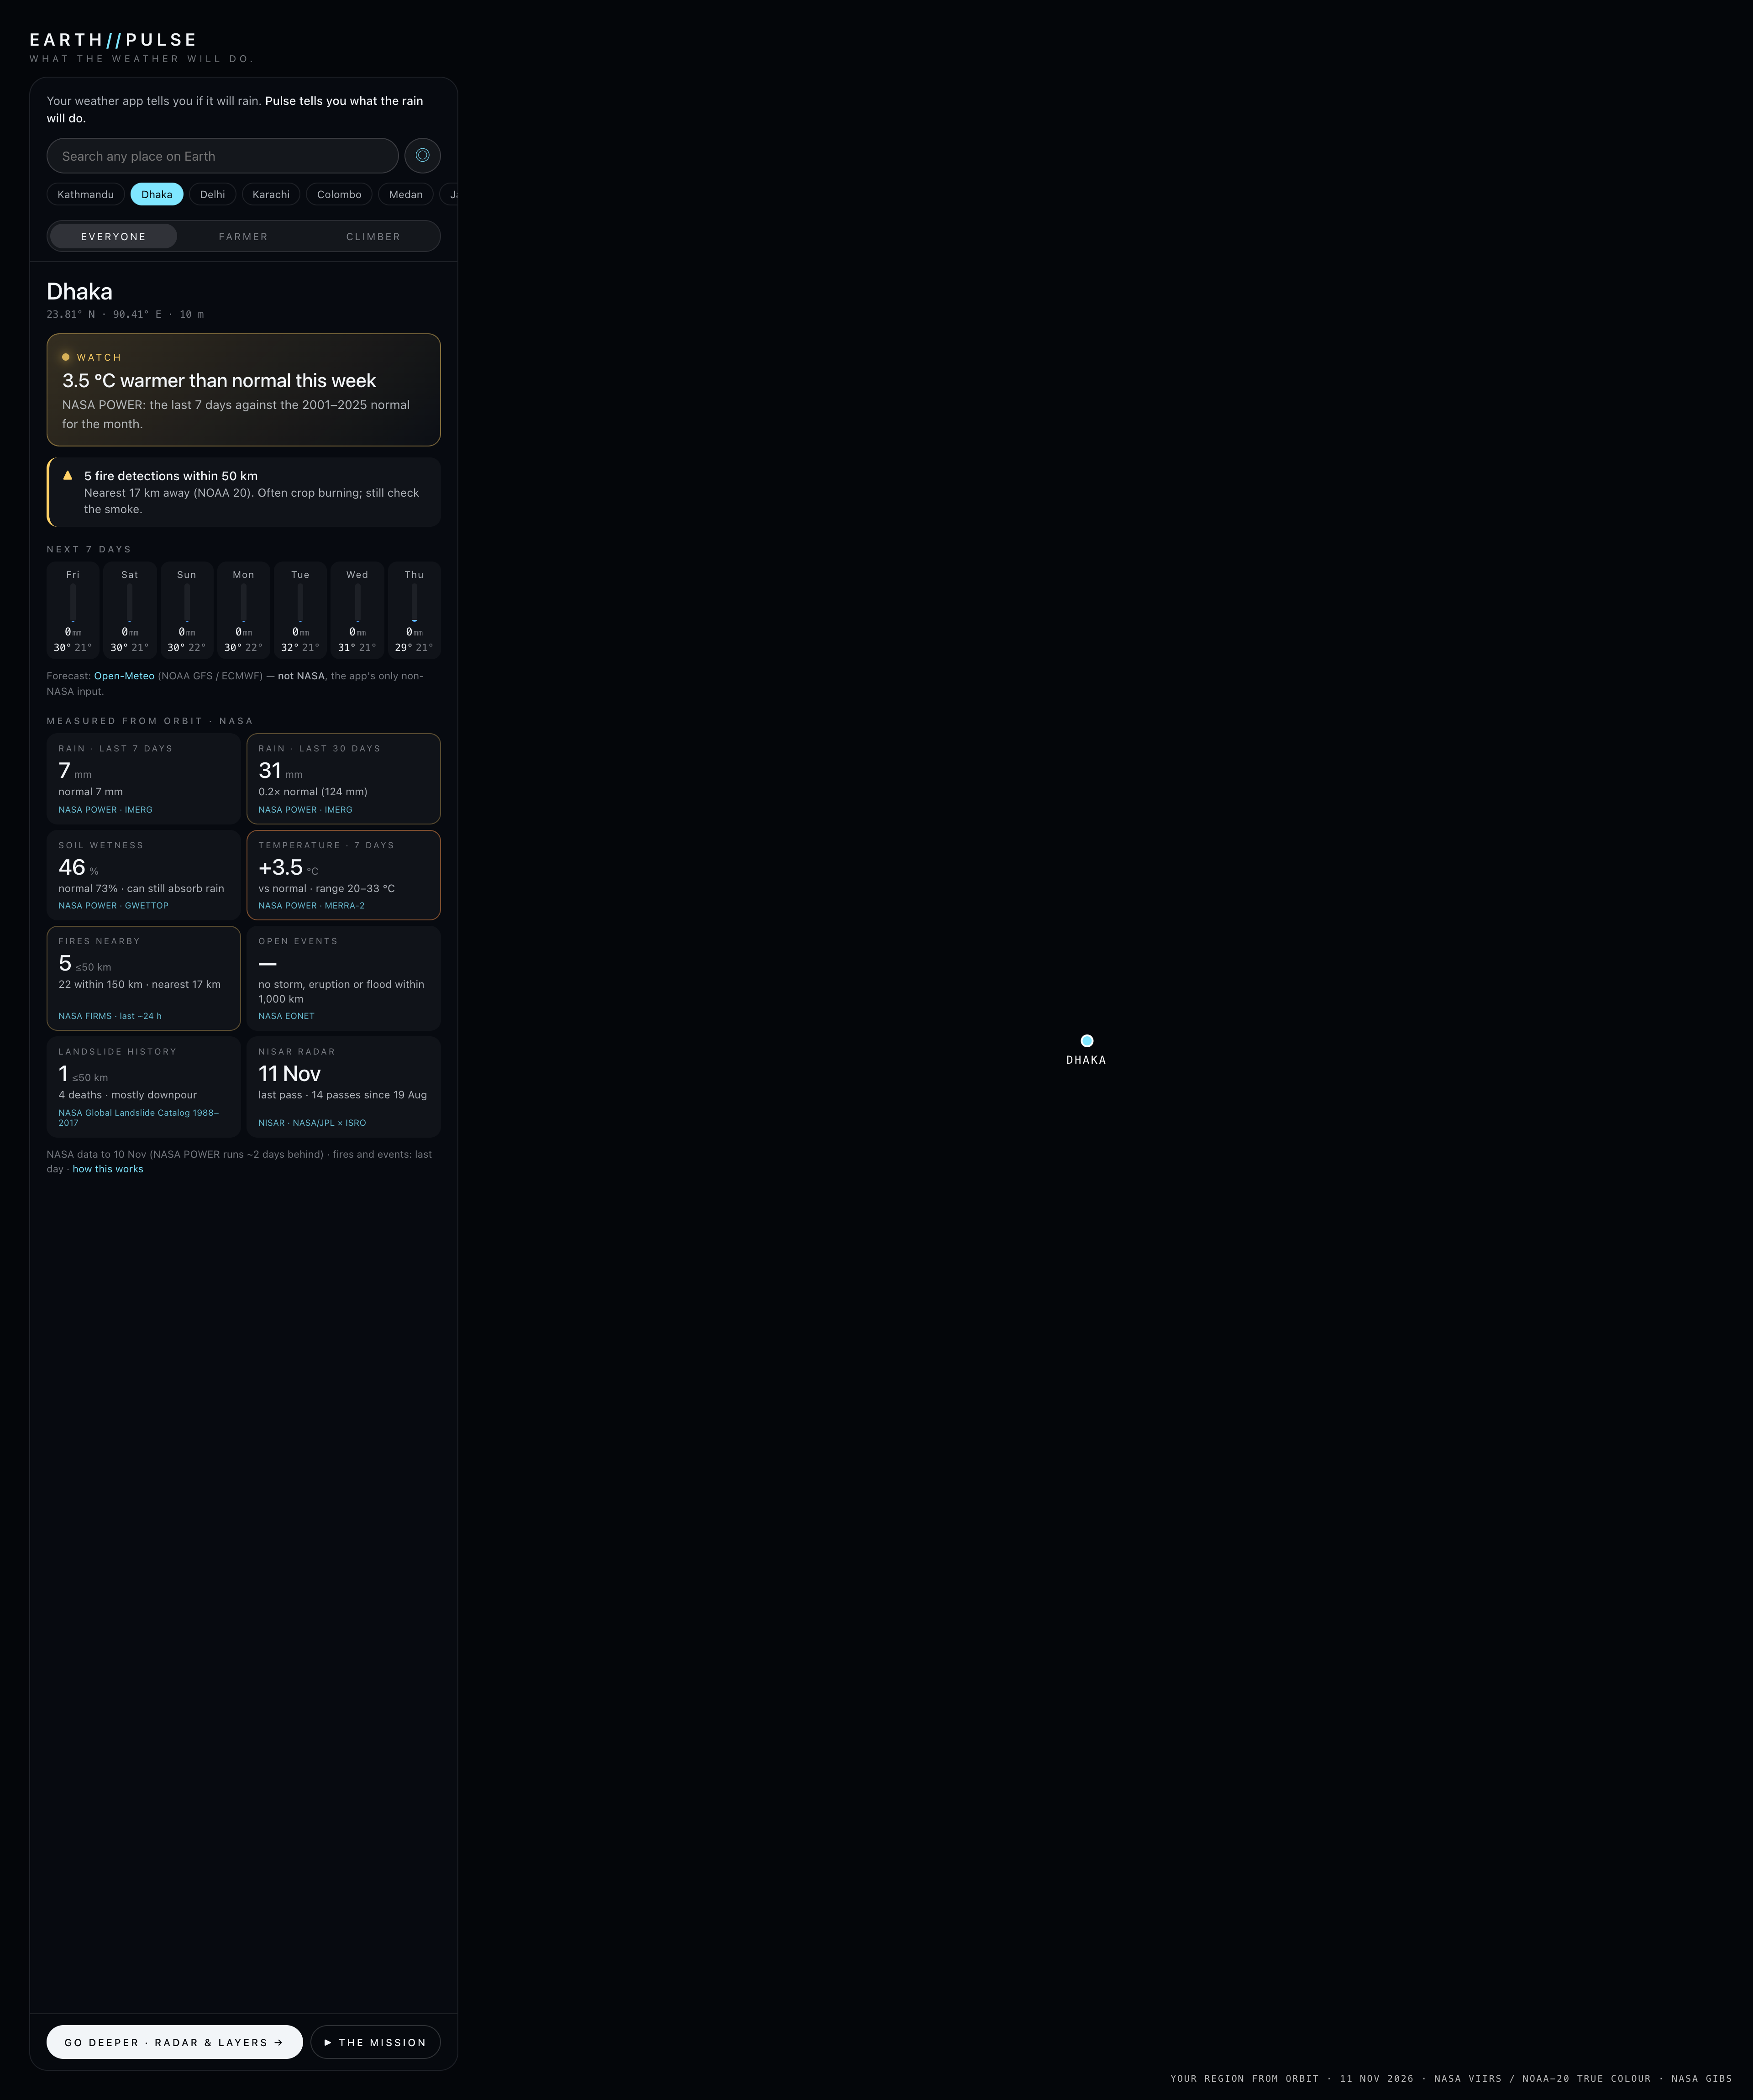 EARTH//PULSE
WHAT THE WEATHER WILL DO.
Your weather app tells you if it will rain. Pulse tells you what the rain
will do.
Search any place on Earth
Kathmandu Dhaka Delhi Karachi Colombo Medan
EVERYONE FARMER CLIMBER
Dhaka
23.81° N · 90.41° E · 10 m
WATCH
3.5 °C warmer than normal this week
NASA POWER: the last 7 days against the 2001–2025 normal
for the month.
5 fire detections within 50 km
Nearest 17 km away (NOAA 20). Often crop burning; still check
the smoke.
NEXT 7 DAYS
Fri Sat Sun Mon Tue Wed Thu
0mm 0mm 0mm 0mm 0mm 0mm 0mm
30° 21° 30° 21° 30° 22° 30° 22° 32° 21° 31° 21° 29° 21°
Forecast: Open-Meteo (NOAA GFS / ECMWF) — not NASA, the app's only non-
NASA input.
MEASURED FROM ORBIT · NASA
RAIN · LAST 7 DAYS
7 mm
normal 7 mm
NASA POWER · IMERG
RAIN · LAST 30 DAYS
31 mm
0.2× normal (124 mm)
NASA POWER · IMERG
SOIL WETNESS
46 %
normal 73% · can still absorb rain
NASA POWER · GWETTOP
TEMPERATURE · 7 DAYS
+3.5 °C
vs normal · range 20–33 °C
NASA POWER · MERRA-2
FIRES NEARBY
5 ≤50 km
22 within 150 km · nearest 17 km
NASA FIRMS · last ~24 h
OPEN EVENTS
—
no storm, eruption or flood within
1,000 km
NASA EONET
LANDSLIDE HISTORY
1 ≤50 km
4 deaths · mostly downpour
NASA Global Landslide Catalog 1988–
2017
NISAR RADAR
11 Nov
last pass · 14 passes since 19 Aug
NISAR · NASA/JPL × ISRO
NASA data to 10 Nov (NASA POWER runs ~2 days behind) · fires and events: last
day · how this works
DHAKA
GO DEEPER · RADAR & LAYERS →
▶ THE MISSION
YOUR REGION FROM ORBIT · 11 NOV 2026 · NASA VIIRS / NOAA-20 TRUE COLOUR · NASA GIBS